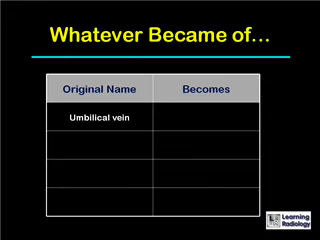 Whatever Became of…
Original Name Becomes
Umbilical vein
Learning
Radiology